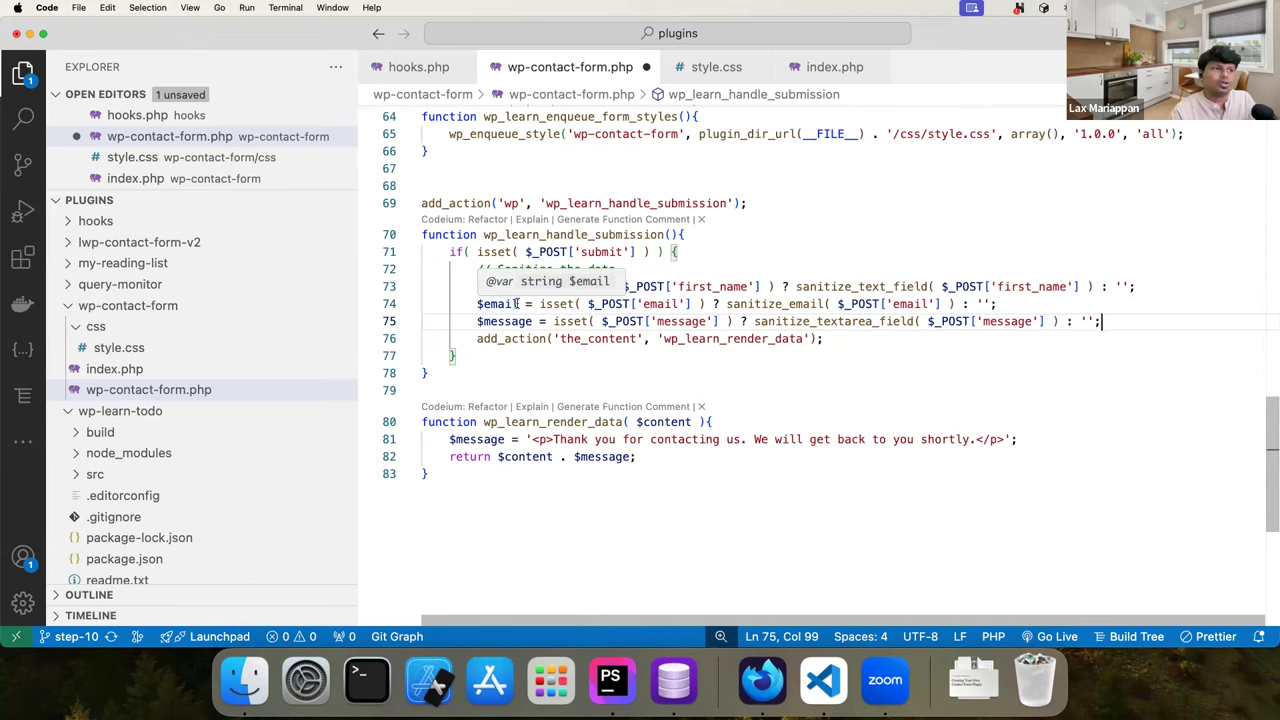 Code File Edit Selection View Go Run Terminal Window Help
plugins
EXPLORER
hooks.php
wp-contact-form.php
style.css
index.php
Lax Mariappan
OPEN EDITORS 1 unsaved
wp-contact-form > wp-contact-form.php > wp_learn_handle_submission
hooks.php hooks
wp-contact-form.php wp-contact-form
style.css wp-contact-form/css
index.php wp-contact-form
PLUGINS
hooks
lwp-contact-form-v2
my-reading-list
query-monitor
wp-contact-form
css
style.css
index.php
wp-contact-form.php
wp-learn-todo
build
node_modules
src
.editorconfig
.gitignore
package-lock.json
package.json
readme.txt
OUTLINE
TIMELINE
64 function wp_learn_enqueue_form_styles(){
65 wp_enqueue_style('wp-contact-form', plugin_dir_url(__FILE__) . '/css/style.css', array(), '1.0.0', 'all');
66 }
67
68
69 add_action('wp', 'wp_learn_handle_submission');
Codeium: Refactor | Explain | Generate Function Comment | ×
70 function wp_learn_handle_submission(){
71 if( isset( $_POST['submit'] ) ) {
72
@var string $email
73 $_POST['first_name'] ) ? sanitize_text_field( $_POST['first_name'] ) : '';
74 $email = isset( $_POST['email'] ) ? sanitize_email( $_POST['email'] ) : '';
75 $message = isset( $_POST['message'] ) ? sanitize_textarea_field( $_POST['message'] ) : '';
76 add_action('the_content', 'wp_learn_render_data');
77 }
78 }
79
Codeium: Refactor | Explain | Generate Function Comment | ×
80 function wp_learn_render_data( $content ){
81 $message = '<p>Thank you for contacting us. We will get back to you shortly.</p>';
82 return $content . $message;
83 }
step-10 Launchpad 0 0 0 Git Graph Ln 75, Col 99 Spaces: 4 UTF-8 LF PHP Go Live Build Tree Prettier
PS
zoom